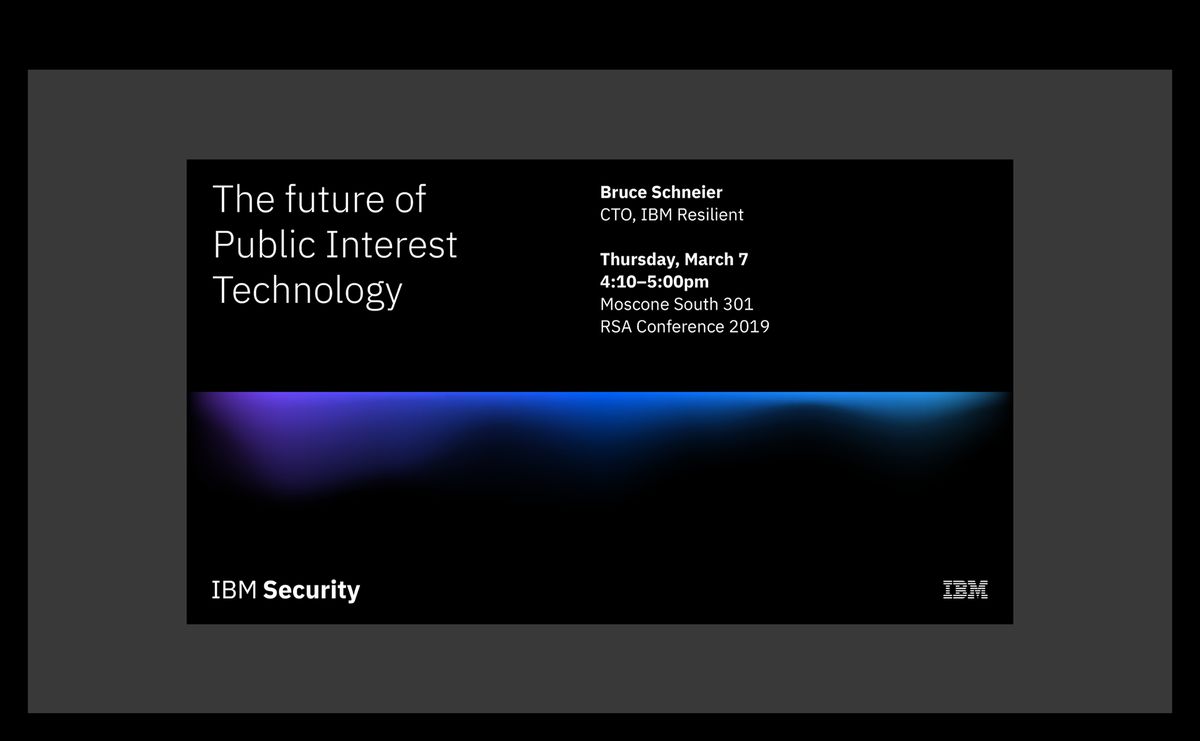 The future of
Public Interest
Technology
Bruce Schneier
CTO, IBM Resilient
Thursday, March 7
4:10–5:00pm
Moscone South 301
RSA Conference 2019
IBM Security
IBM